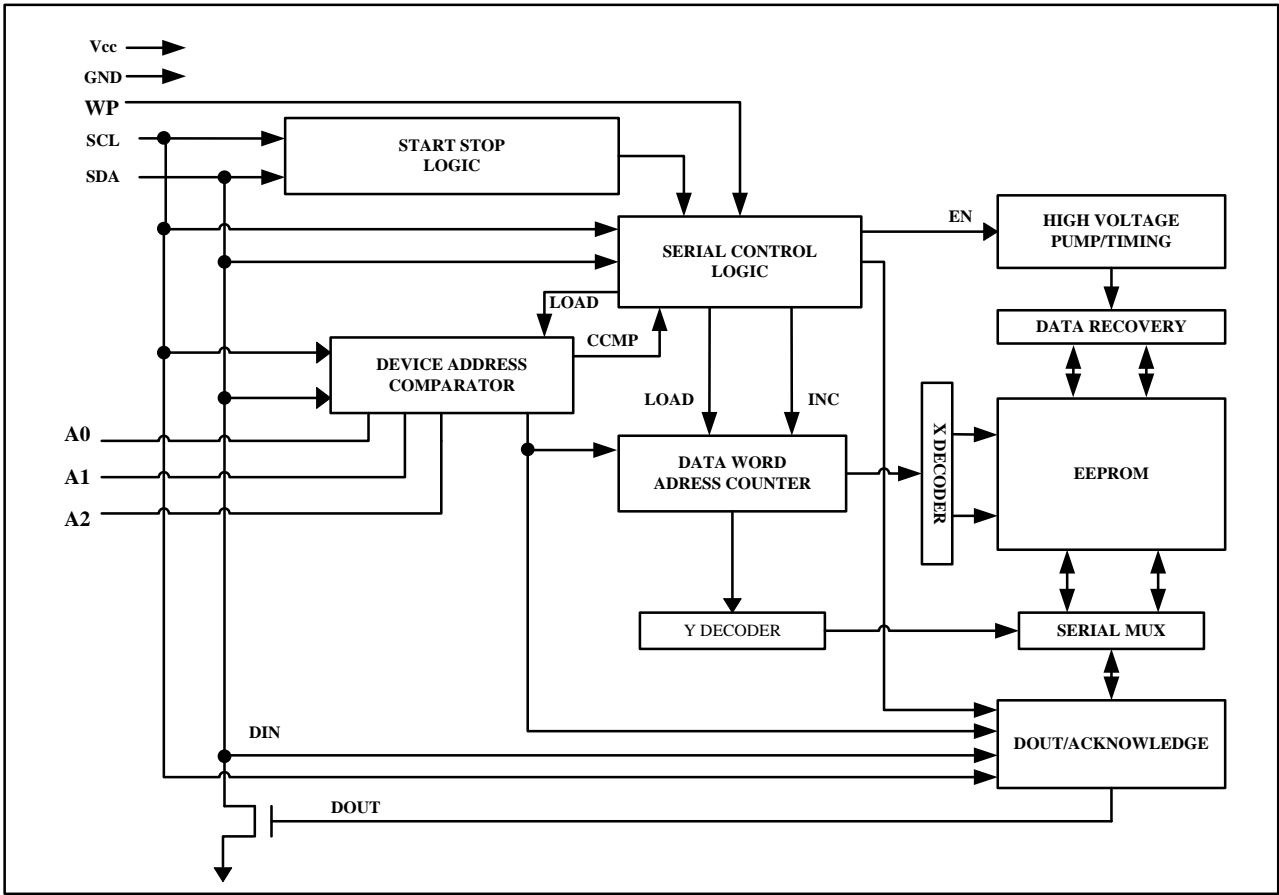 Vcc
GND
WP
SCL
SDA
START STOP
LOGIC
EN
HIGH VOLTAGE
PUMP/TIMING
SERIAL CONTROL
LOGIC
LOAD
CCMP
DATA RECOVERY
DEVICE ADDRESS
COMPARATOR
LOAD
INC
A0
A1
A2
DATA WORD
ADRESS COUNTER
X DECODER
EEPROM
Y DECODER
SERIAL MUX
DIN
DOUT/ACKNOWLEDGE
DOUT